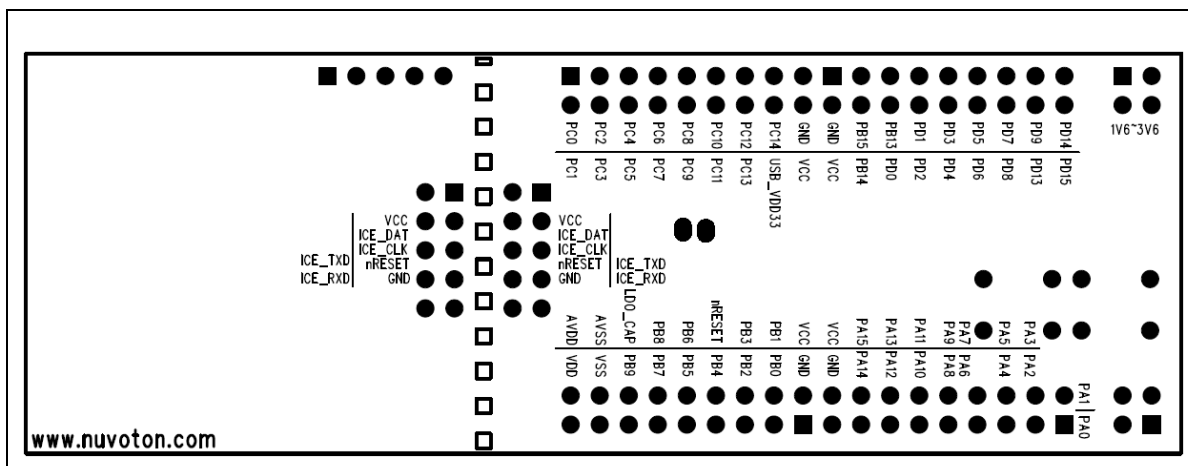 PC0 PC2 PC4 PC6 PC8 PC10 PC12 PC14 GND GND PB15 PB13 PD1 PD3 PD5 PD7 PD9 PD14 1V6~3V6
PC1 PC3 PC5 PC7 PC9 PC11 PC13 USB_VDD33 VCC VCC PB14 PD0 PD2 PD4 PD6 PD8 PD13 PD15
VCC
ICE_DAT
ICE_CLK
nRESET
GND
ICE_TXD
ICE_RXD
VCC
ICE_DAT
ICE_CLK
nRESET
GND
ICE_TXD
ICE_RXD
AVDD AVSS LDO_CAP PB8 PB6 nRESET PB3 PB1 VCC VCC PA15 PA13 PA11 PA9 PA7 PA5 PA3 PA1
VDD VSS PB9 PB7 PB5 PB4 PB2 PB0 GND GND PA14 PA12 PA10 PA8 PA6 PA4 PA2 PA0
www.nuvoton.com